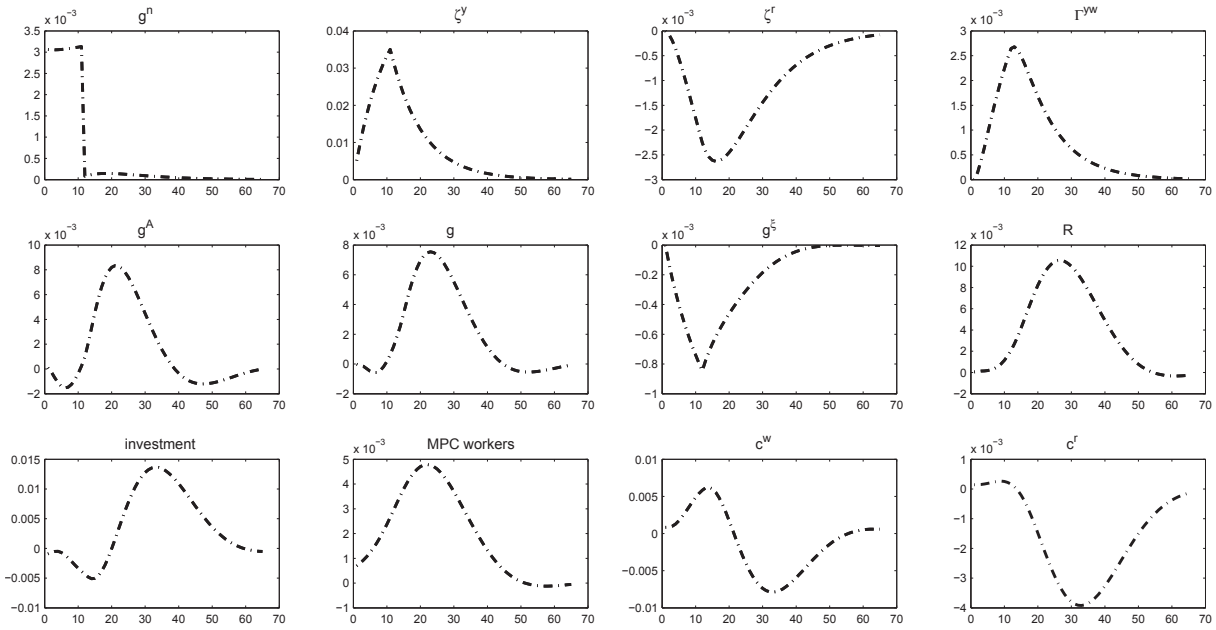 g^n
x 10^-3
3.5
3
2.5
2
1.5
1
0.5
0
0 10 20 30 40 50 60 70
ζ^y
0.04
0.03
0.02
0.01
0
0 10 20 30 40 50 60 70
ζ^r
x 10^-3
0
−0.5
−1
−1.5
−2
−2.5
−3
0 10 20 30 40 50 60 70
Γ^yw
x 10^-3
3
2.5
2
1.5
1
0.5
0
0 10 20 30 40 50 60 70
g^A
x 10^-3
10
8
6
4
2
0
−2
0 10 20 30 40 50 60 70
g
x 10^-3
8
6
4
2
0
−2
0 10 20 30 40 50 60 70
g^ξ
x 10^-3
0
−0.2
−0.4
−0.6
−0.8
−1
0 10 20 30 40 50 60 70
R
x 10^-3
12
10
8
6
4
2
0
−2
0 10 20 30 40 50 60 70
investment
0.015
0.01
0.005
0
−0.005
−0.01
0 10 20 30 40 50 60 70
MPC workers
x 10^-3
5
4
3
2
1
0
−1
0 10 20 30 40 50 60 70
c^w
0.01
0.005
0
−0.005
−0.01
0 10 20 30 40 50 60 70
c^r
x 10^-3
1
0
−1
−2
−3
−4
0 10 20 30 40 50 60 70